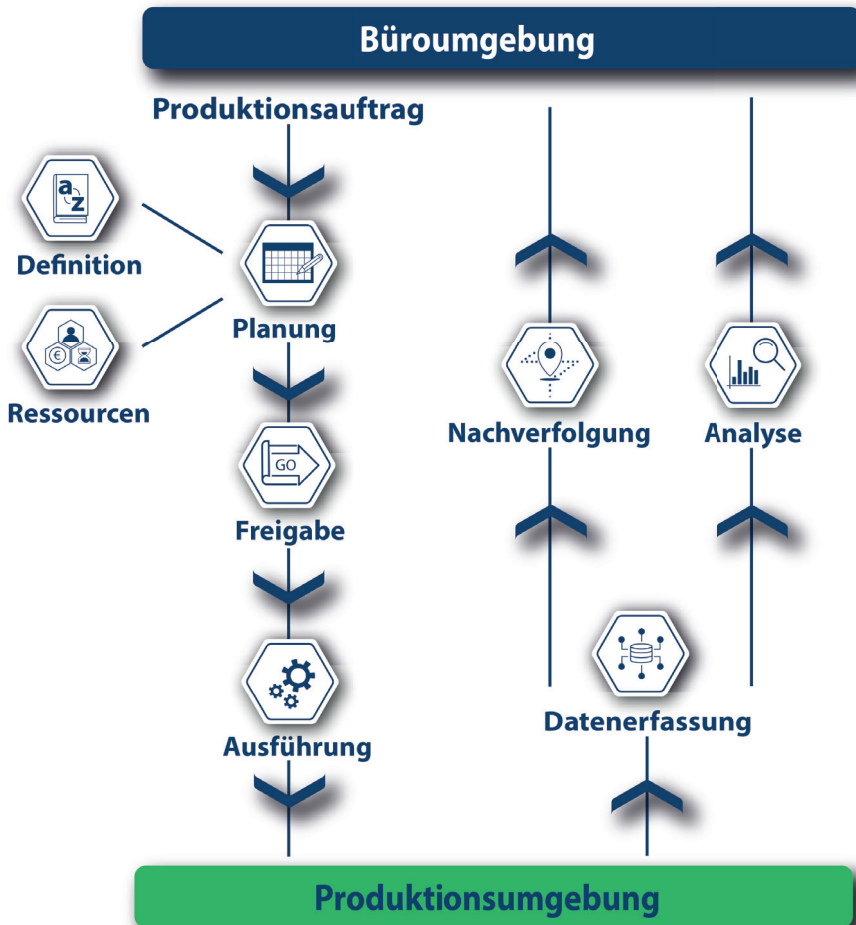 Büroumgebung
Produktionsauftrag
a
z
Definition
Planung
€
Ressourcen
Nachverfolgung
Analyse
GO
Freigabe
Datenerfassung
Ausführung
Produktionsumgebung